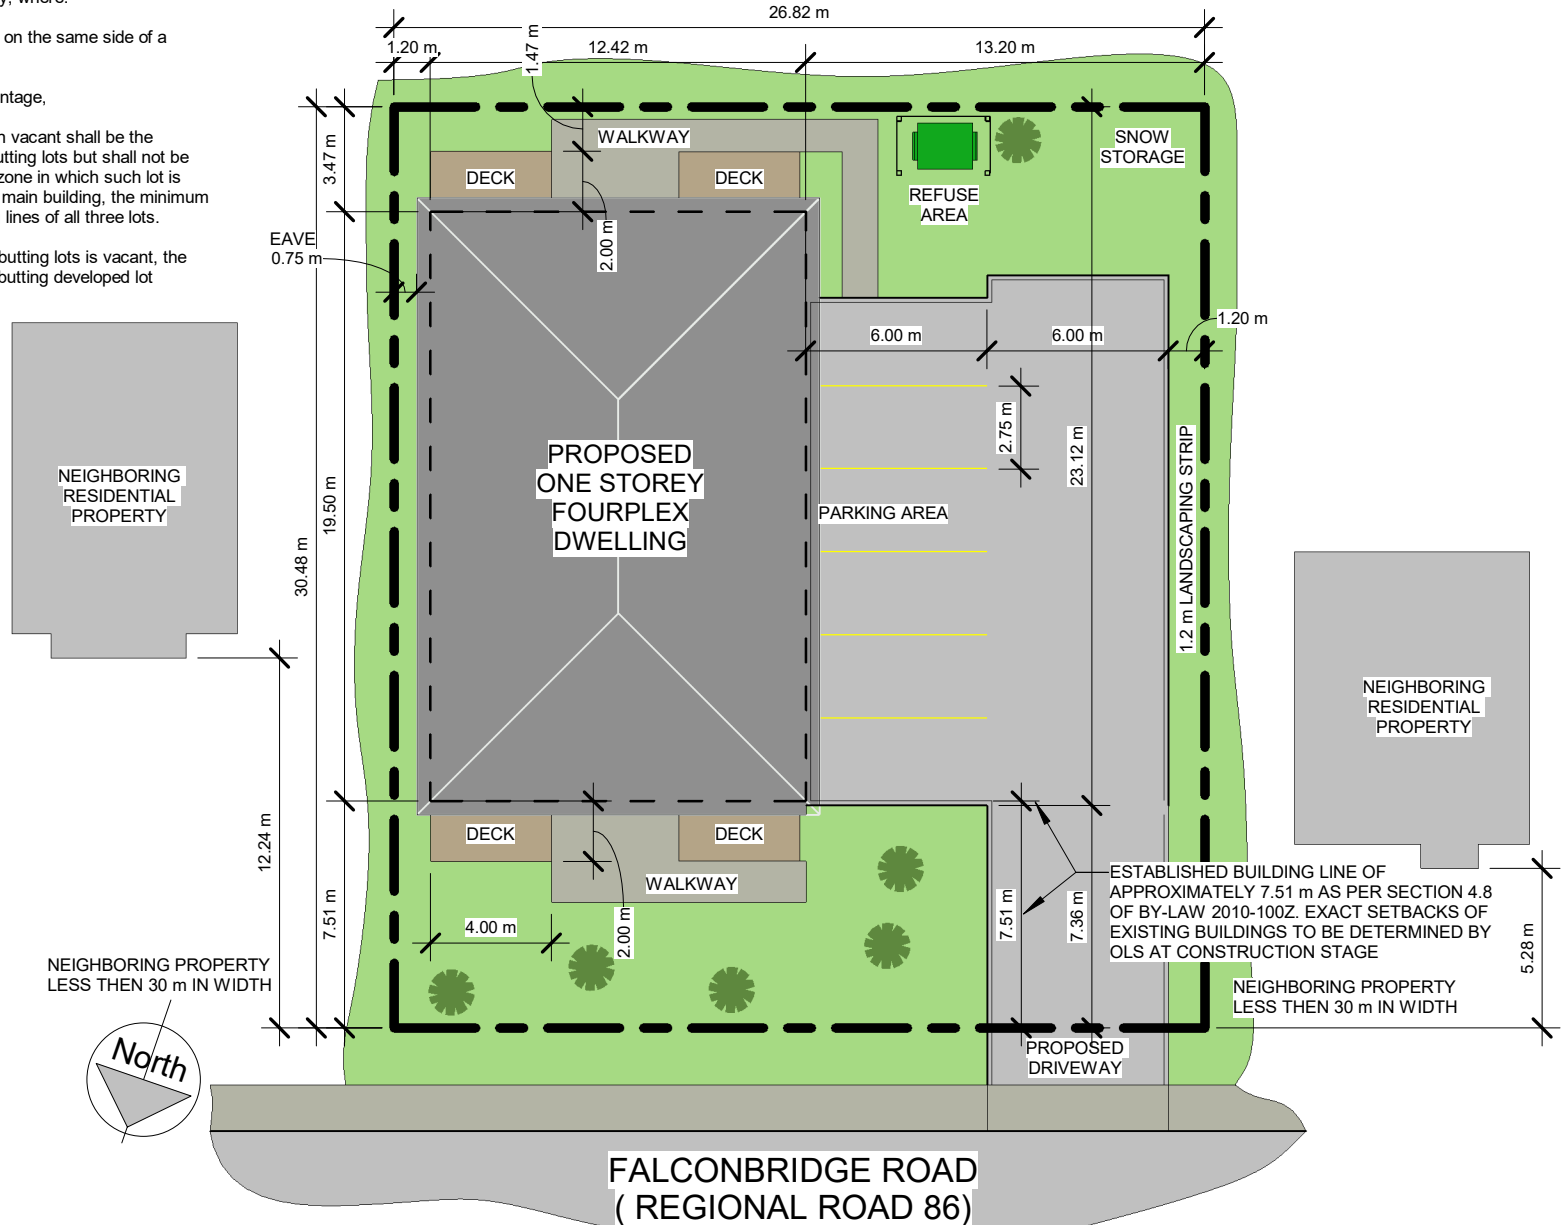 y, where:
on the same side of a
ntage,
n vacant shall be the
utting lots but shall not be
zone in which such lot is
main building, the minimum
lines of all three lots.
butting lots is vacant, the
butting developed lot
26.82 m
1.20 m
12.42 m
13.20 m
1.47 m
WALKWAY
SNOW
STORAGE
3.47 m
DECK
DECK
REFUSE
AREA
2.00 m
EAVE
0.75 m
1.20 m
6.00 m
6.00 m
2.75 m
23.12 m
1.2 m LANDSCAPING STRIP
NEIGHBORING
RESIDENTIAL
PROPERTY
PROPOSED
ONE STOREY
FOURPLEX
DWELLING
PARKING AREA
19.50 m
30.48 m
NEIGHBORING
RESIDENTIAL
PROPERTY
12.24 m
7.51 m
DECK
DECK
WALKWAY
4.00 m
2.00 m
7.51 m
7.36 m
ESTABLISHED BUILDING LINE OF
APPROXIMATELY 7.51 m AS PER SECTION 4.8
OF BY-LAW 2010-100Z. EXACT SETBACKS OF
EXISTING BUILDINGS TO BE DETERMINED BY
OLS AT CONSTRUCTION STAGE
5.28 m
NEIGHBORING PROPERTY
LESS THEN 30 m IN WIDTH
NEIGHBORING PROPERTY
LESS THEN 30 m IN WIDTH
North
PROPOSED
DRIVEWAY
FALCONBRIDGE ROAD
( REGIONAL ROAD 86)